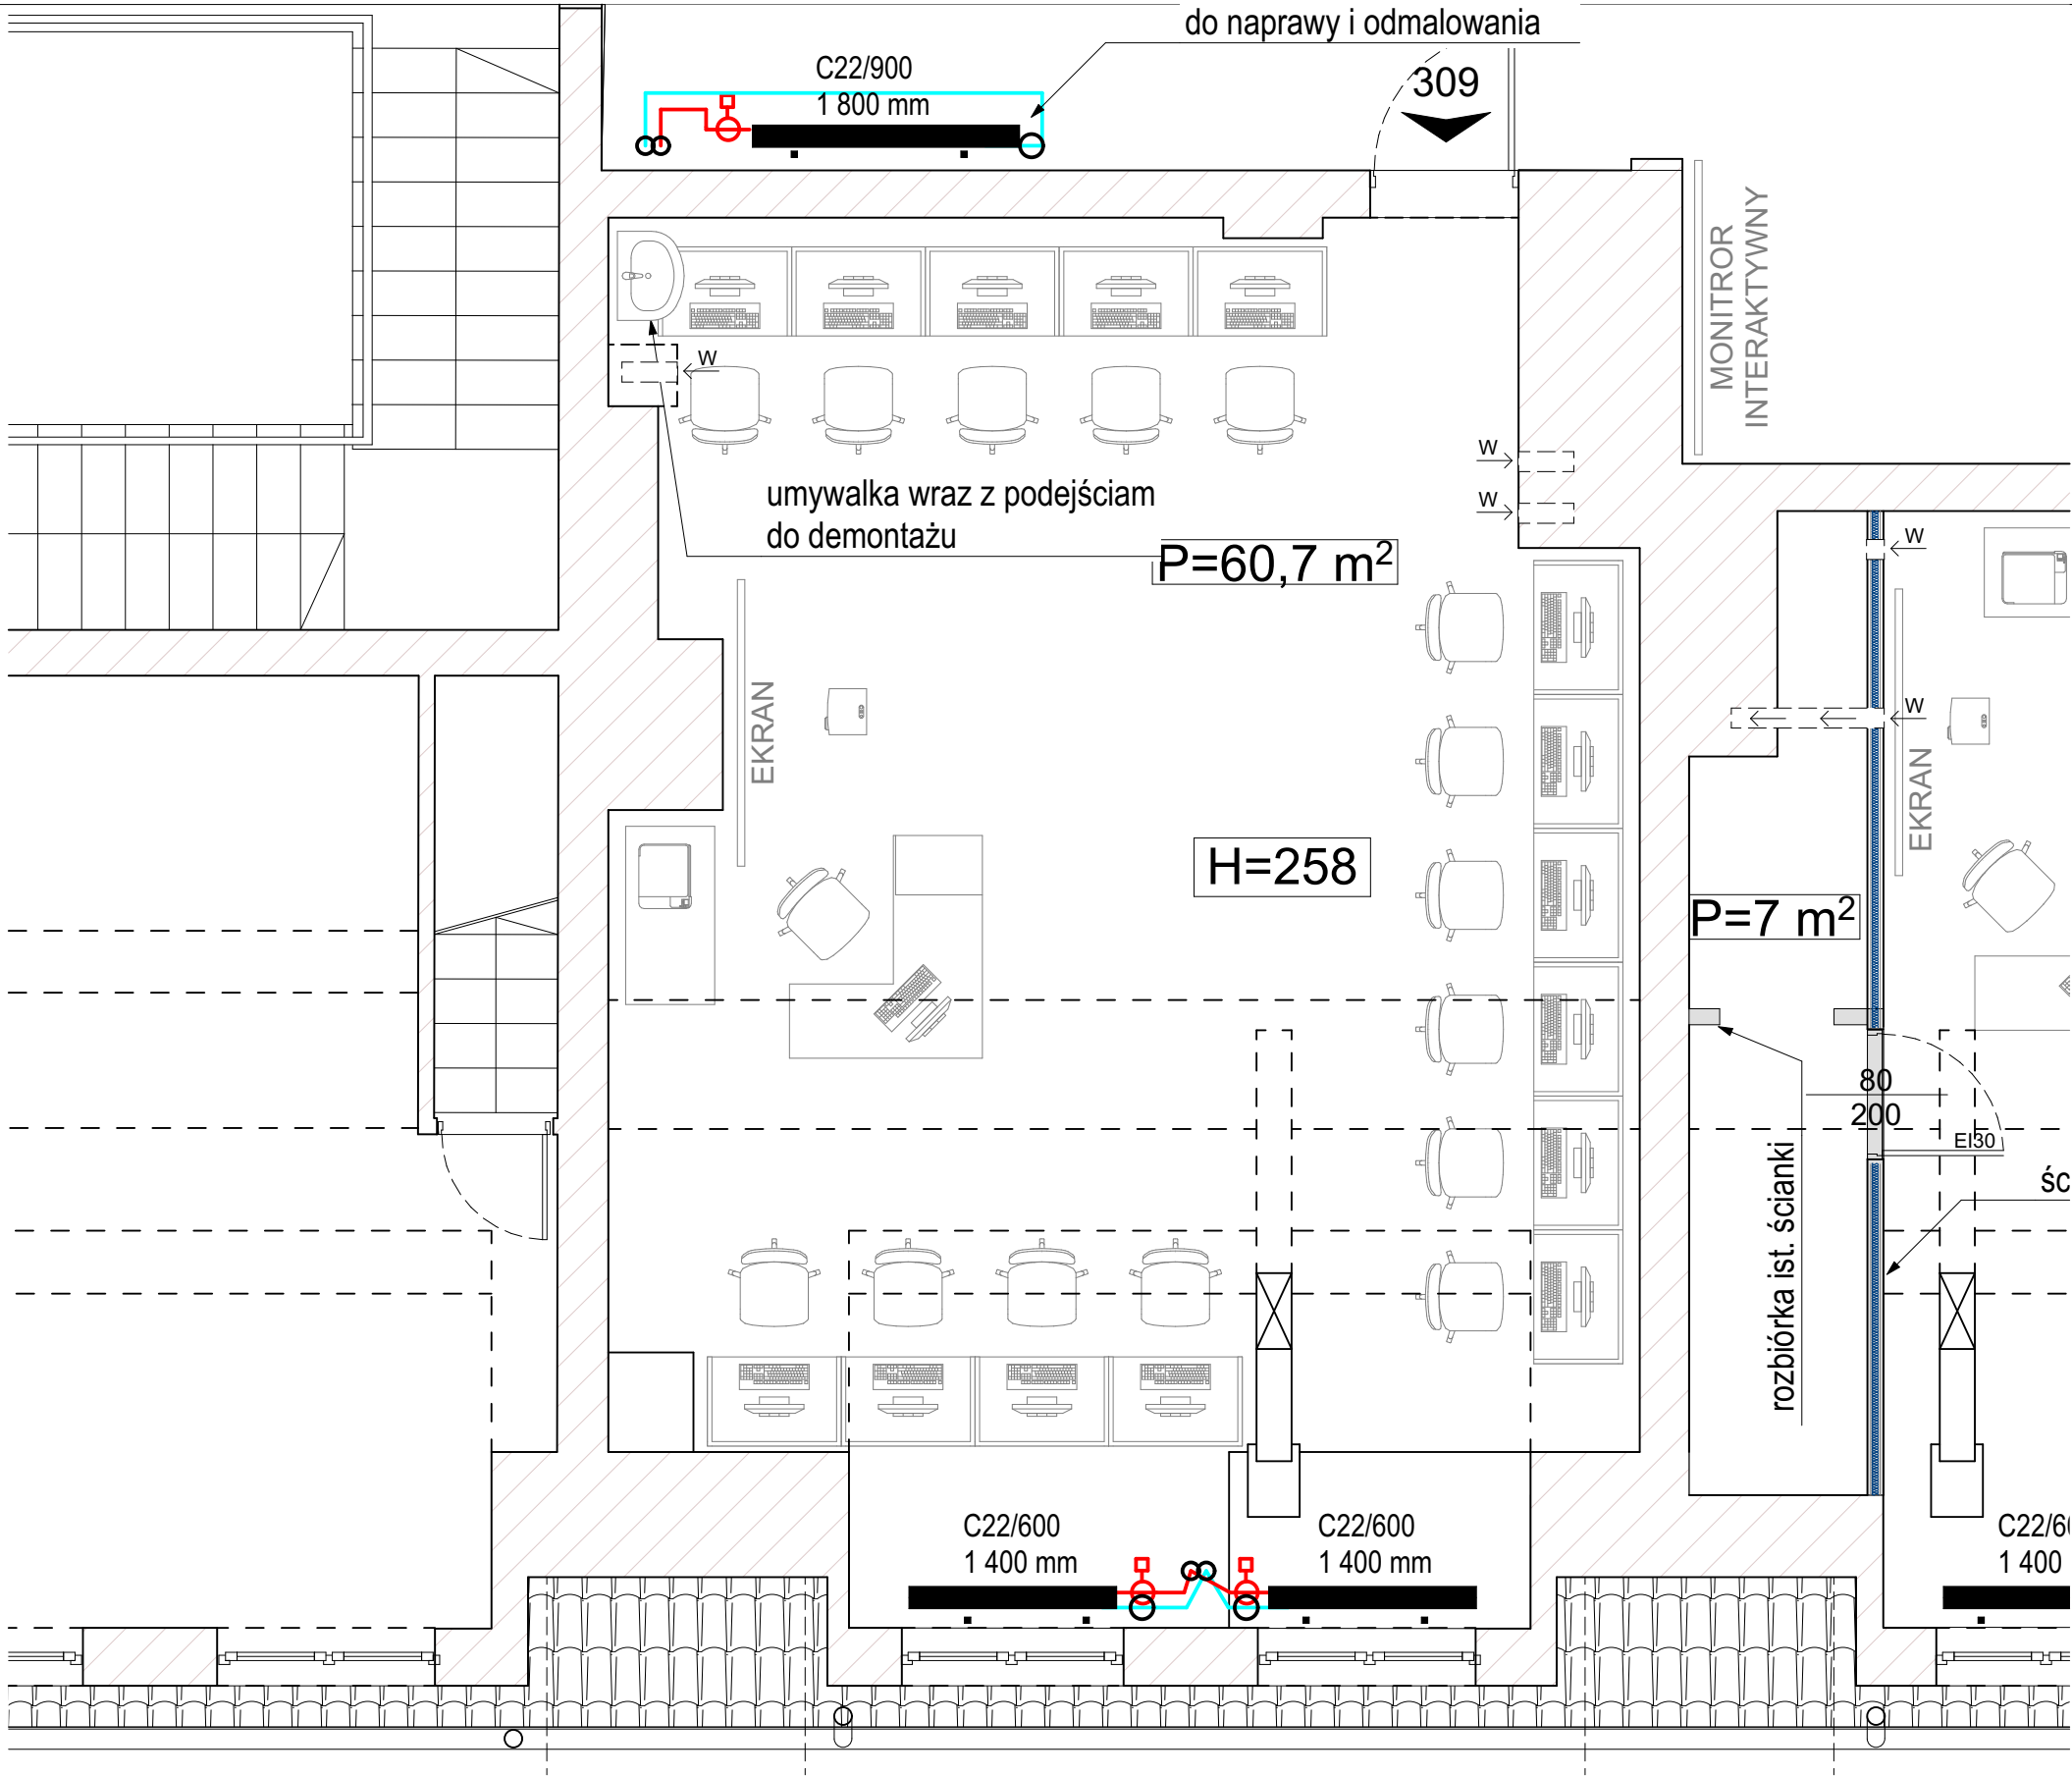 do naprawy i odmalowania
C22/900
1 800 mm
309
MONITROR
INTERAKTYWNY
W
W
W
umywalka wraz z podejściam
do demontażu
P=60,7 m²
W
W
EKRAN
EKRAN
H=258
P=7 m²
80
200
EI30
rozbiórka ist. ścianki
C22/600
1 400 mm
C22/600
1 400 mm
1 400